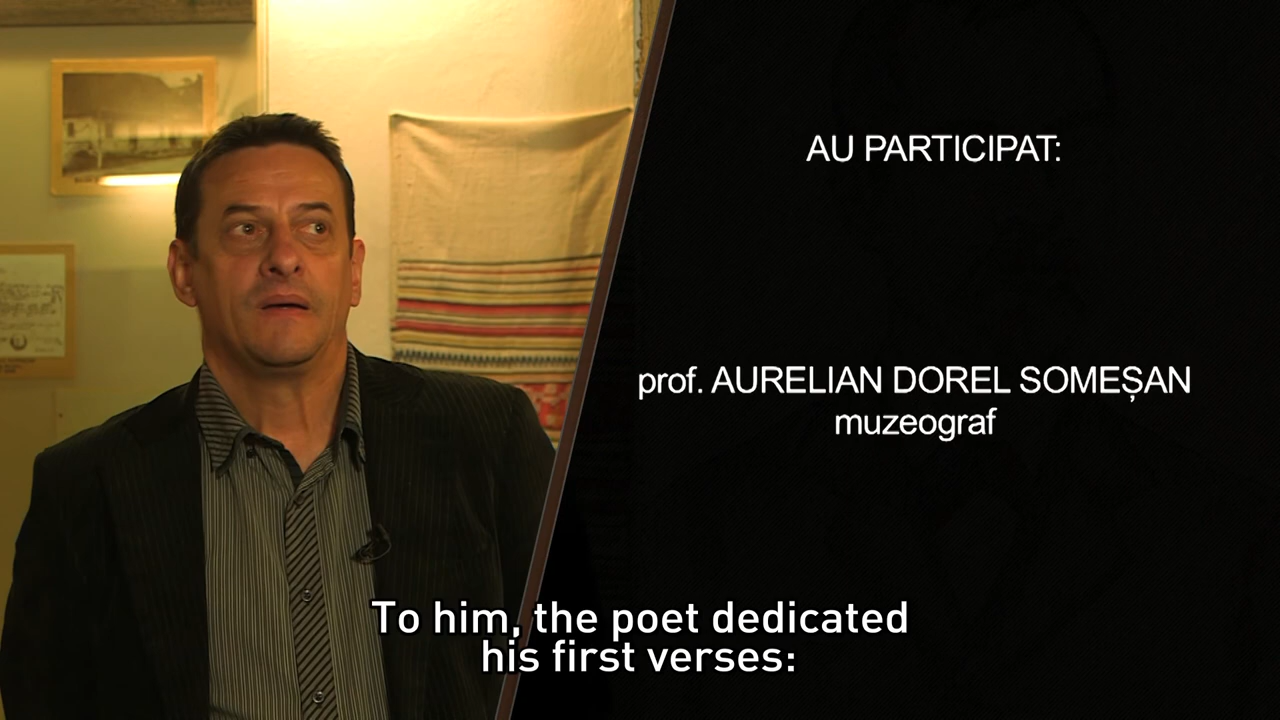 AU PARTICIPAT:
prof. AURELIAN DOREL SOMEȘAN
muzeograf
To him, the poet dedicated
his first verses: